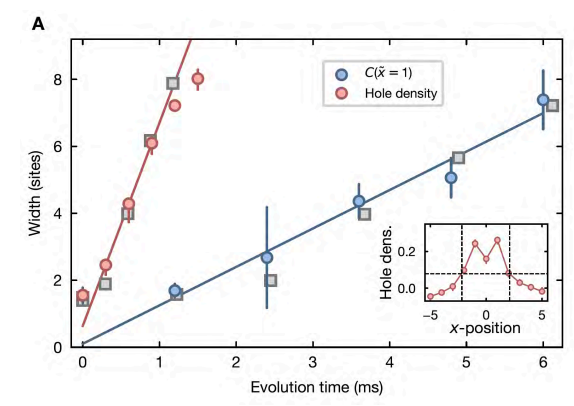 A
Width (sites)
8
6
4
2
0
C(x̃ = 1)
Hole density
Hole dens.
0.2
0.0
−5 0 5
x-position
0 1 2 3 4 5 6
Evolution time (ms)